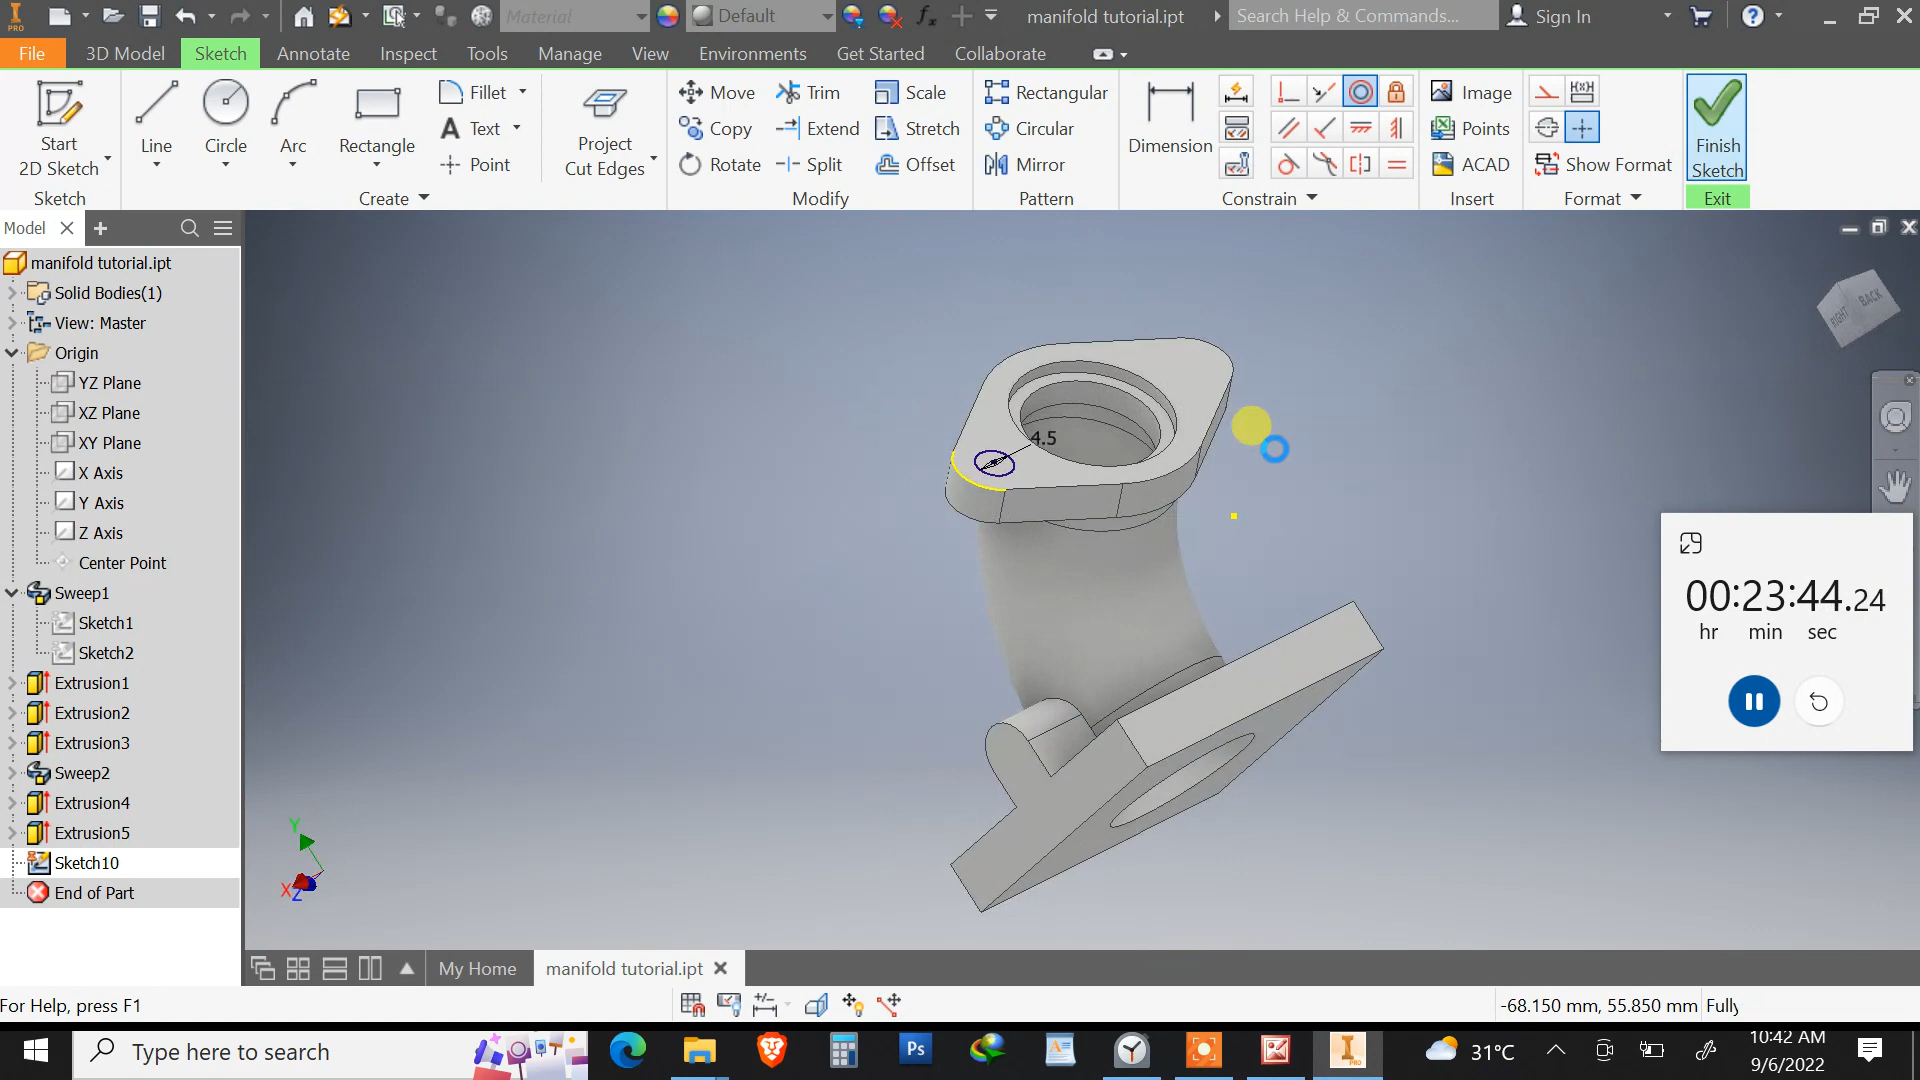 PRO
Material
Default
manifold tutorial.ipt
Search Help & Commands...
Sign In
File
3D Model
Sketch
Annotate
Inspect
Tools
Manage
View
Environments
Get Started
Collaborate
Start
2D Sketch
Line
Circle
Arc
Rectangle
Fillet
Text
Point
Project
Cut Edges
Move
Copy
Rotate
Trim
Extend
Split
Scale
Stretch
Offset
Rectangular
Circular
Mirror
Dimension
Image
Points
ACAD
Show Format
Finish
Sketch
Sketch
Create
Modify
Pattern
Constrain
Insert
Format
Exit
Model
manifold tutorial.ipt
Solid Bodies(1)
View: Master
Origin
YZ Plane
XZ Plane
XY Plane
X Axis
Y Axis
Z Axis
Center Point
Sweep1
Sketch1
Sketch2
Extrusion1
Extrusion2
Extrusion3
Sweep2
Extrusion4
Extrusion5
Sketch10
End of Part
RIGHT
BACK
4.5
00:23:44.24
hr min sec
Y
X
Z
My Home
manifold tutorial.ipt
For Help, press F1
-68.150 mm, 55.850 mm
Fully
Type here to search
Ps
31°C
10:42 AM
9/6/2022